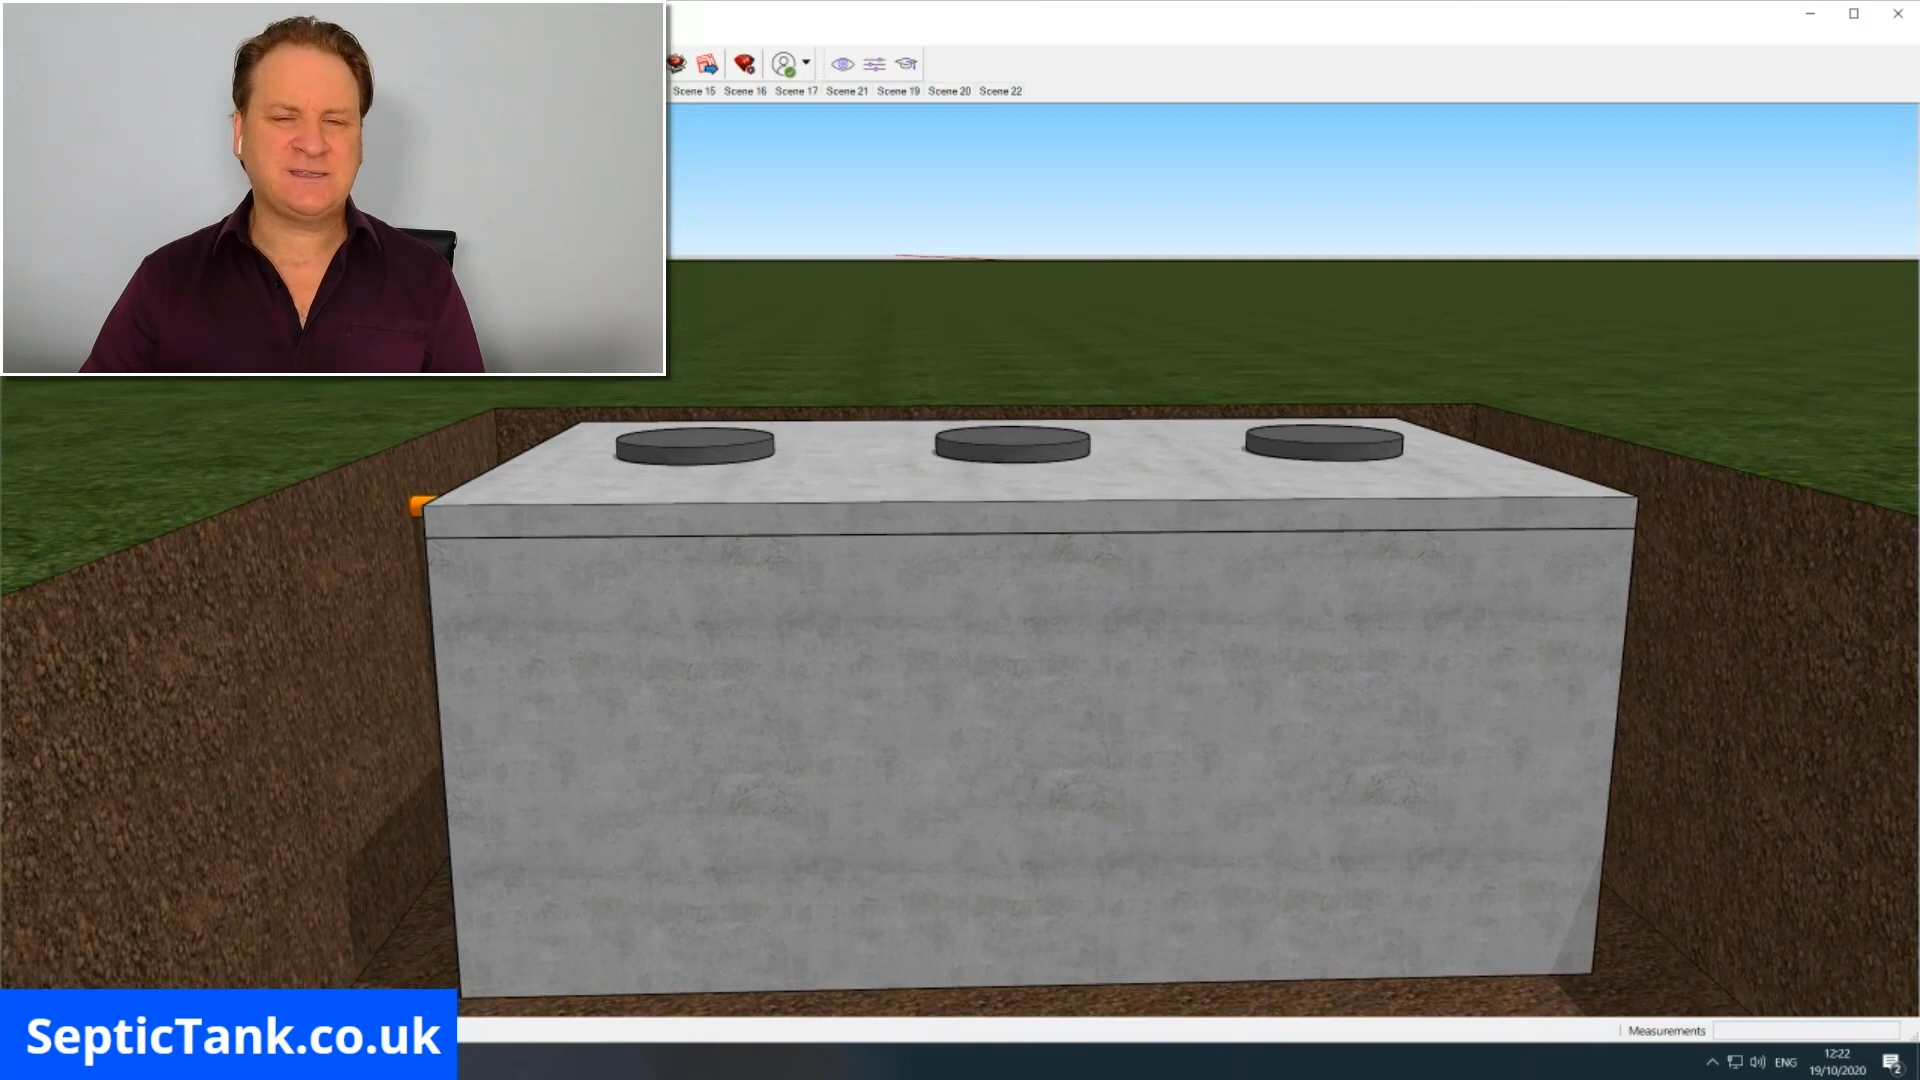 Scene 15 Scene 16 Scene 17 Scene 21 Scene 19 Scene 20 Scene 22
SepticTank.co.uk
Measurements
ENG
12:22
19/10/2020
2